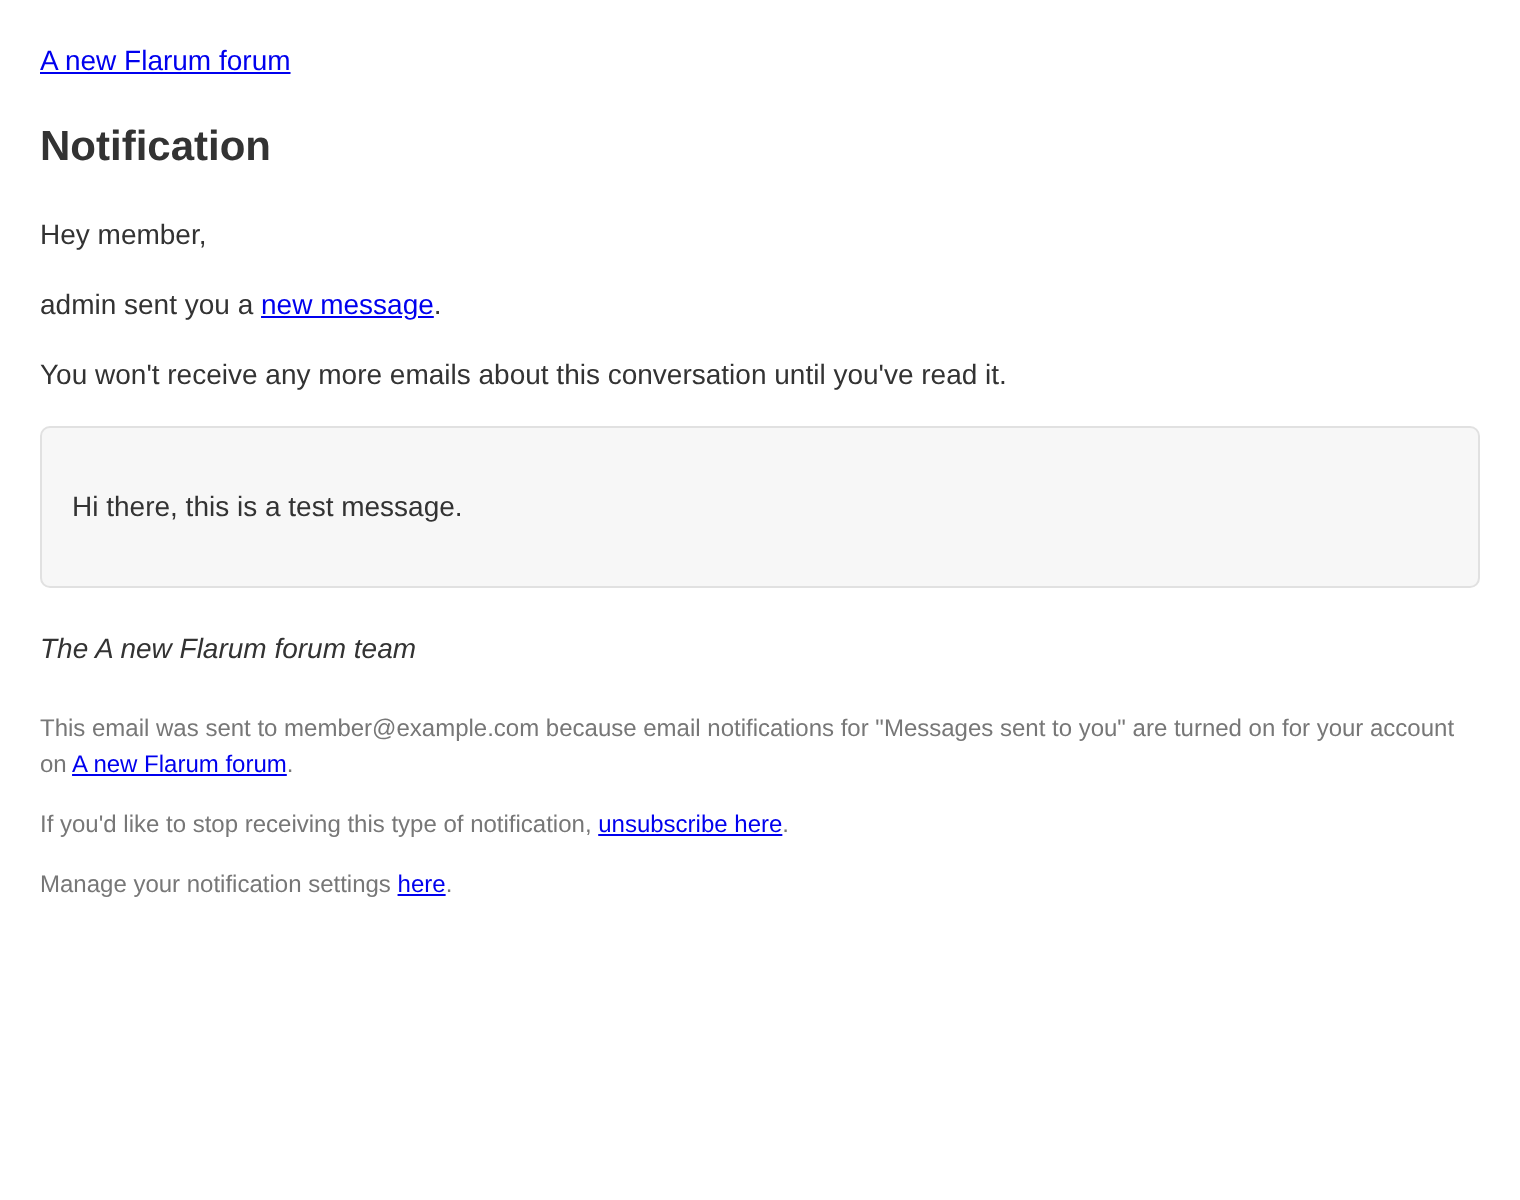 A new Flarum forum
Notification
Hey member,
admin sent you a new message.
You won't receive any more emails about this conversation until you've read it.
Hi there, this is a test message.
The A new Flarum forum team
This email was sent to member@example.com because email notifications for "Messages sent to you" are turned on for your account
on A new Flarum forum.
If you'd like to stop receiving this type of notification, unsubscribe here.
Manage your notification settings here.